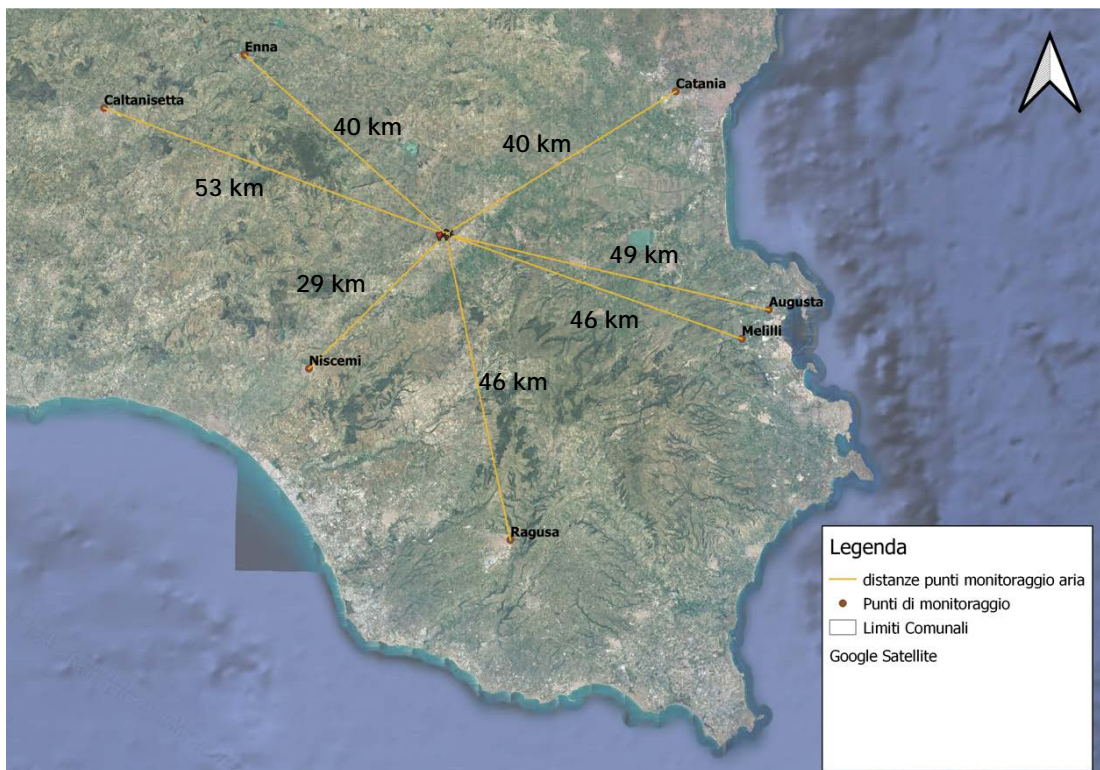 Enna
Catania
Caltanisetta
40 km
40 km
53 km
49 km
29 km
Augusta
46 km
Melilli
Niscemi
46 km
Ragusa
Legenda
distanze punti monitoraggio aria
Punti di monitoraggio
Limiti Comunali
Google Satellite